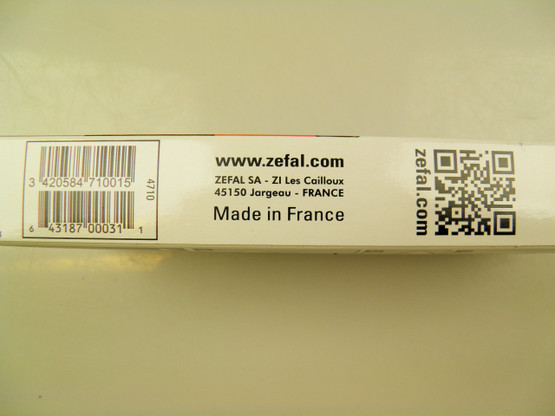 3 420584 710015
4710
6 43187 00031 1
www.zefal.com
ZEFAL SA - ZI Les Cailloux
45150 Jargeau - FRANCE
Made in France
zefal.com